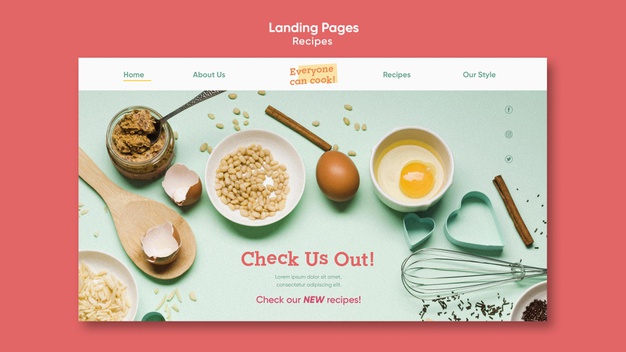 Landing Pages
Recipes
Home
About Us
Everyone
can cook!
Recipes
Our Style
Check Us Out!
Lorem ipsum dolor sit amet,
consectetur adipiscing elit.
Check our NEW recipes!